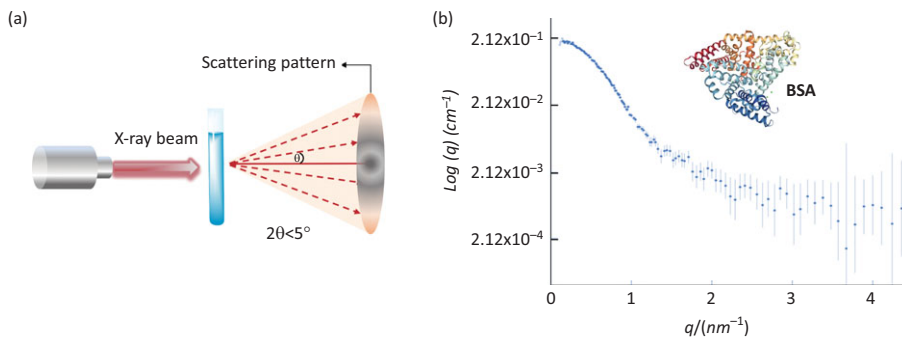 (a)
Scattering pattern
X-ray beam
θ
2θ<5°
(b)
2.12x10⁻¹
2.12x10⁻²
2.12x10⁻³
2.12x10⁻⁴
Log (q) (cm⁻¹)
BSA
0 1 2 3 4
q/(nm⁻¹)